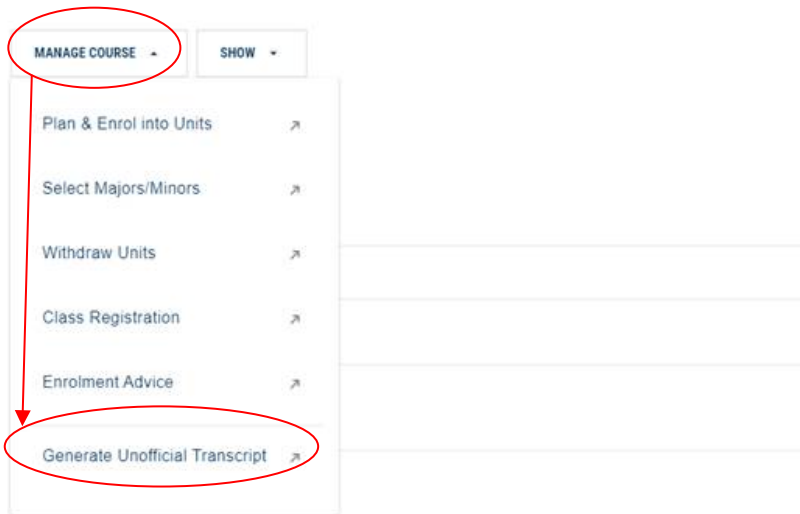 MANAGE COURSE SHOW
Plan & Enrol into Units
Select Majors/Minors
Withdraw Units
Class Registration
Enrolment Advice
Generate Unofficial Transcript